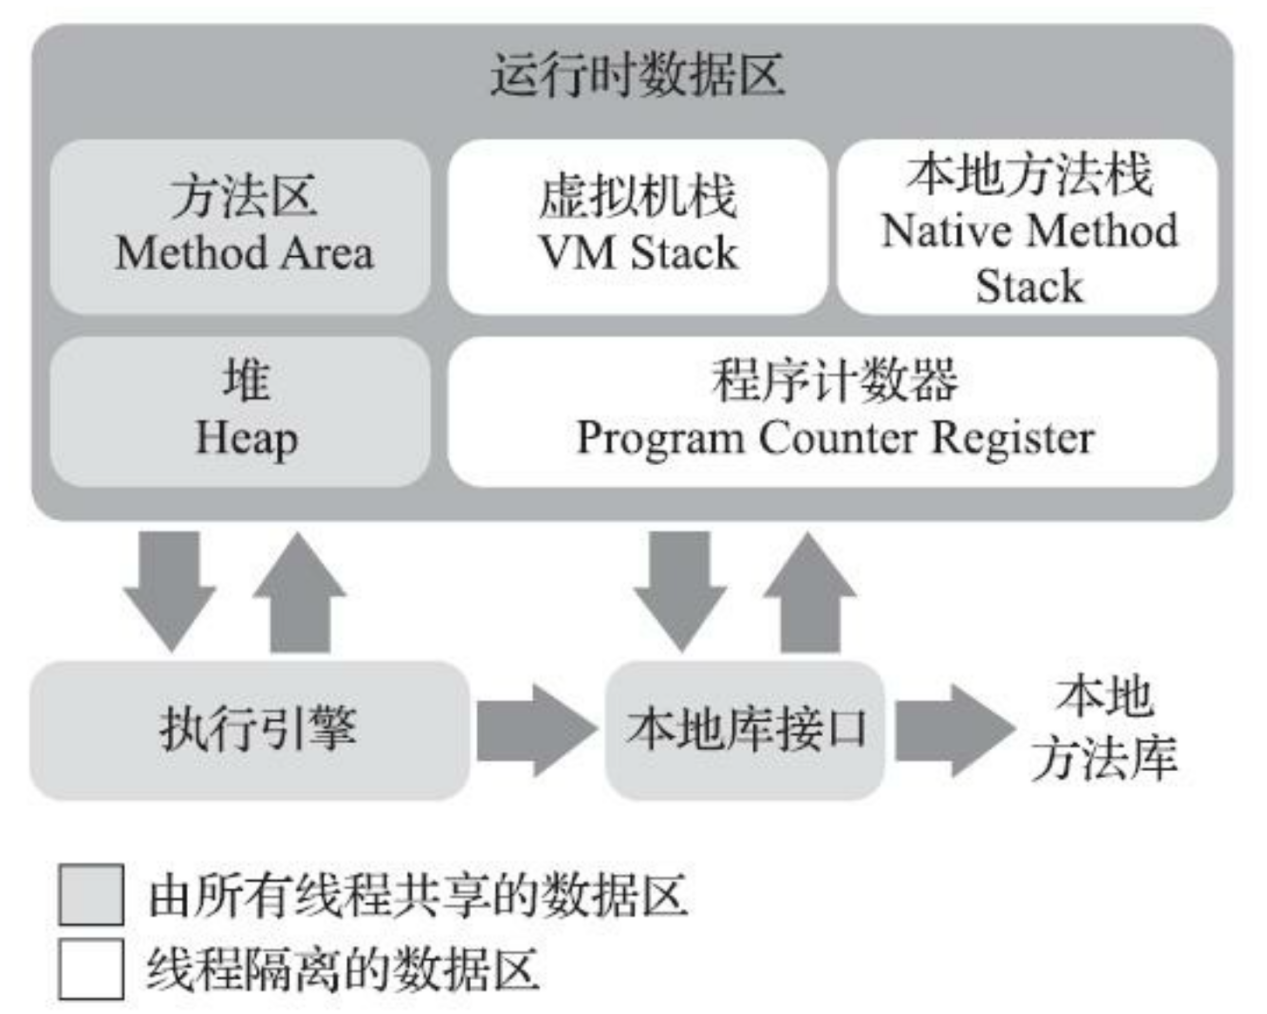 运行时数据区
方法区
Method Area
虚拟机栈
VM Stack
本地方法栈
Native Method
Stack
堆
Heap
程序计数器
Program Counter Register
执行引擎
本地库接口
本地
方法库
由所有线程共享的数据区
线程隔离的数据区